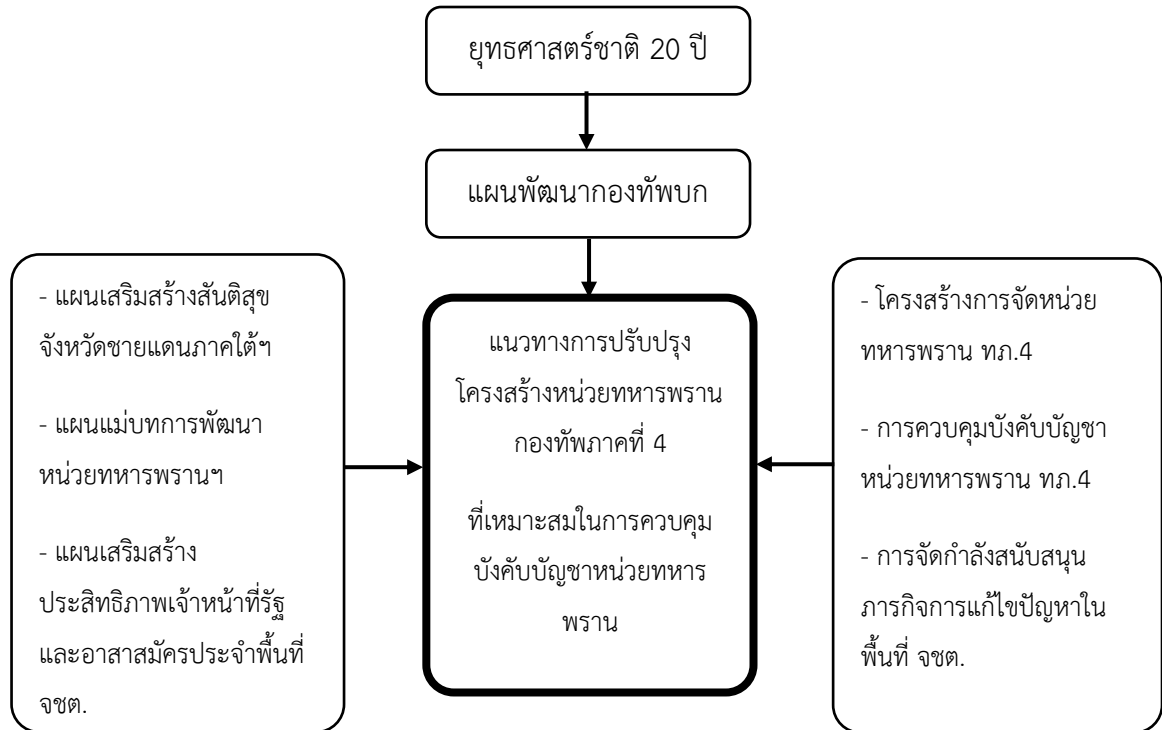 ยุทธศาสตร์ชาติ 20 ปี
แผนพัฒนากองทัพบก
- แผนเสริมสร้างสันติสุข
จังหวัดชายแดนภาคใต้ฯ
- แผนแม่บทการพัฒนา
หน่วยทหารพรานฯ
- แผนเสริมสร้าง
ประสิทธิภาพเจ้าหน้าที่รัฐ
และอาสาสมัครประจำพื้นที่
จชต.
แนวทางการปรับปรุง
โครงสร้างหน่วยทหารพราน
กองทัพภาคที่ 4
ที่เหมาะสมในการควบคุม
บังคับบัญชาหน่วยทหาร
พราน
- โครงสร้างการจัดหน่วย
ทหารพราน ทภ.4
- การควบคุมบังคับบัญชา
หน่วยทหารพราน ทภ.4
- การจัดกำลังสนับสนุน
ภารกิจการแก้ไขปัญหาใน
พื้นที่ จชต.